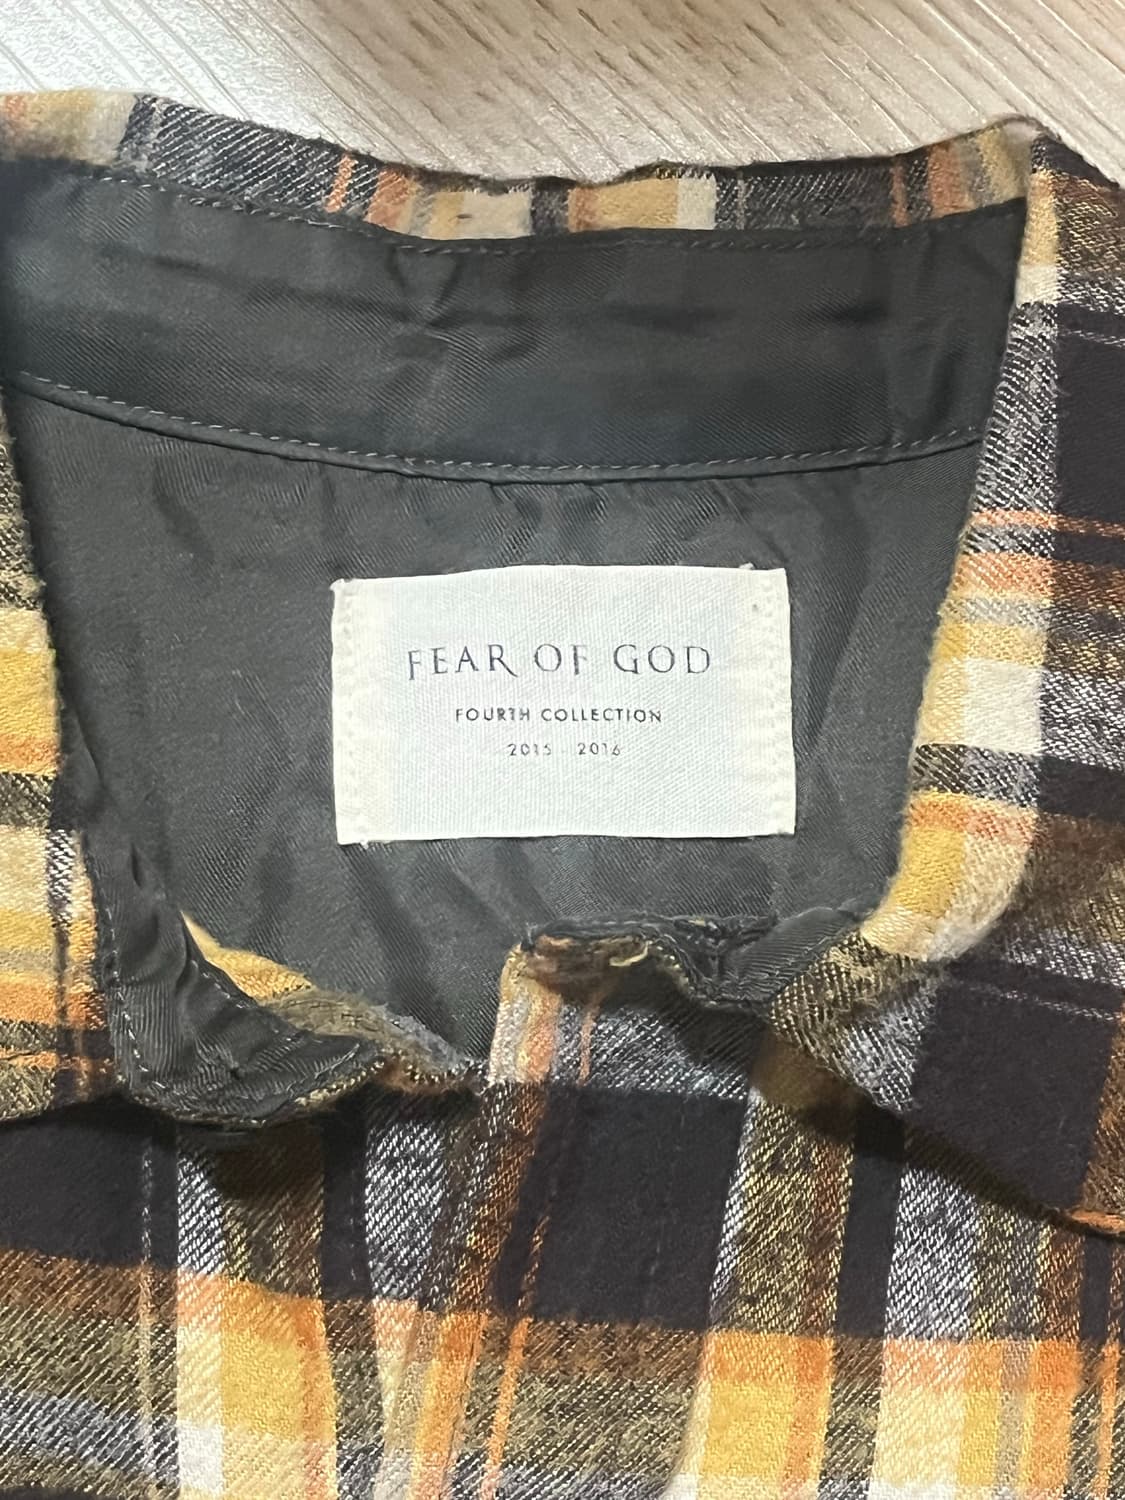 FEAR OF GOD
FOURTH COLLECTION
2015 - 2016